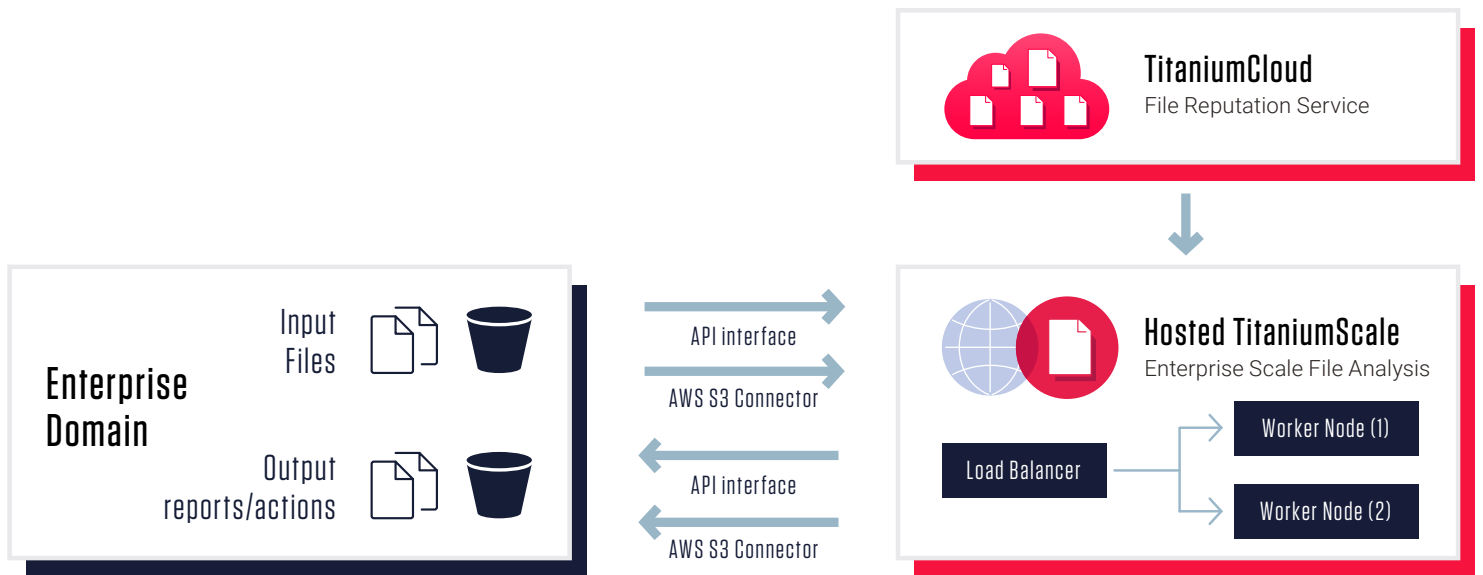 TitaniumCloud
File Reputation Service
Enterprise
Domain
Input
Files
Output
reports/actions
API interface
AWS S3 Connector
API interface
AWS S3 Connector
Hosted TitaniumScale
Enterprise Scale File Analysis
Load Balancer
Worker Node (1)
Worker Node (2)